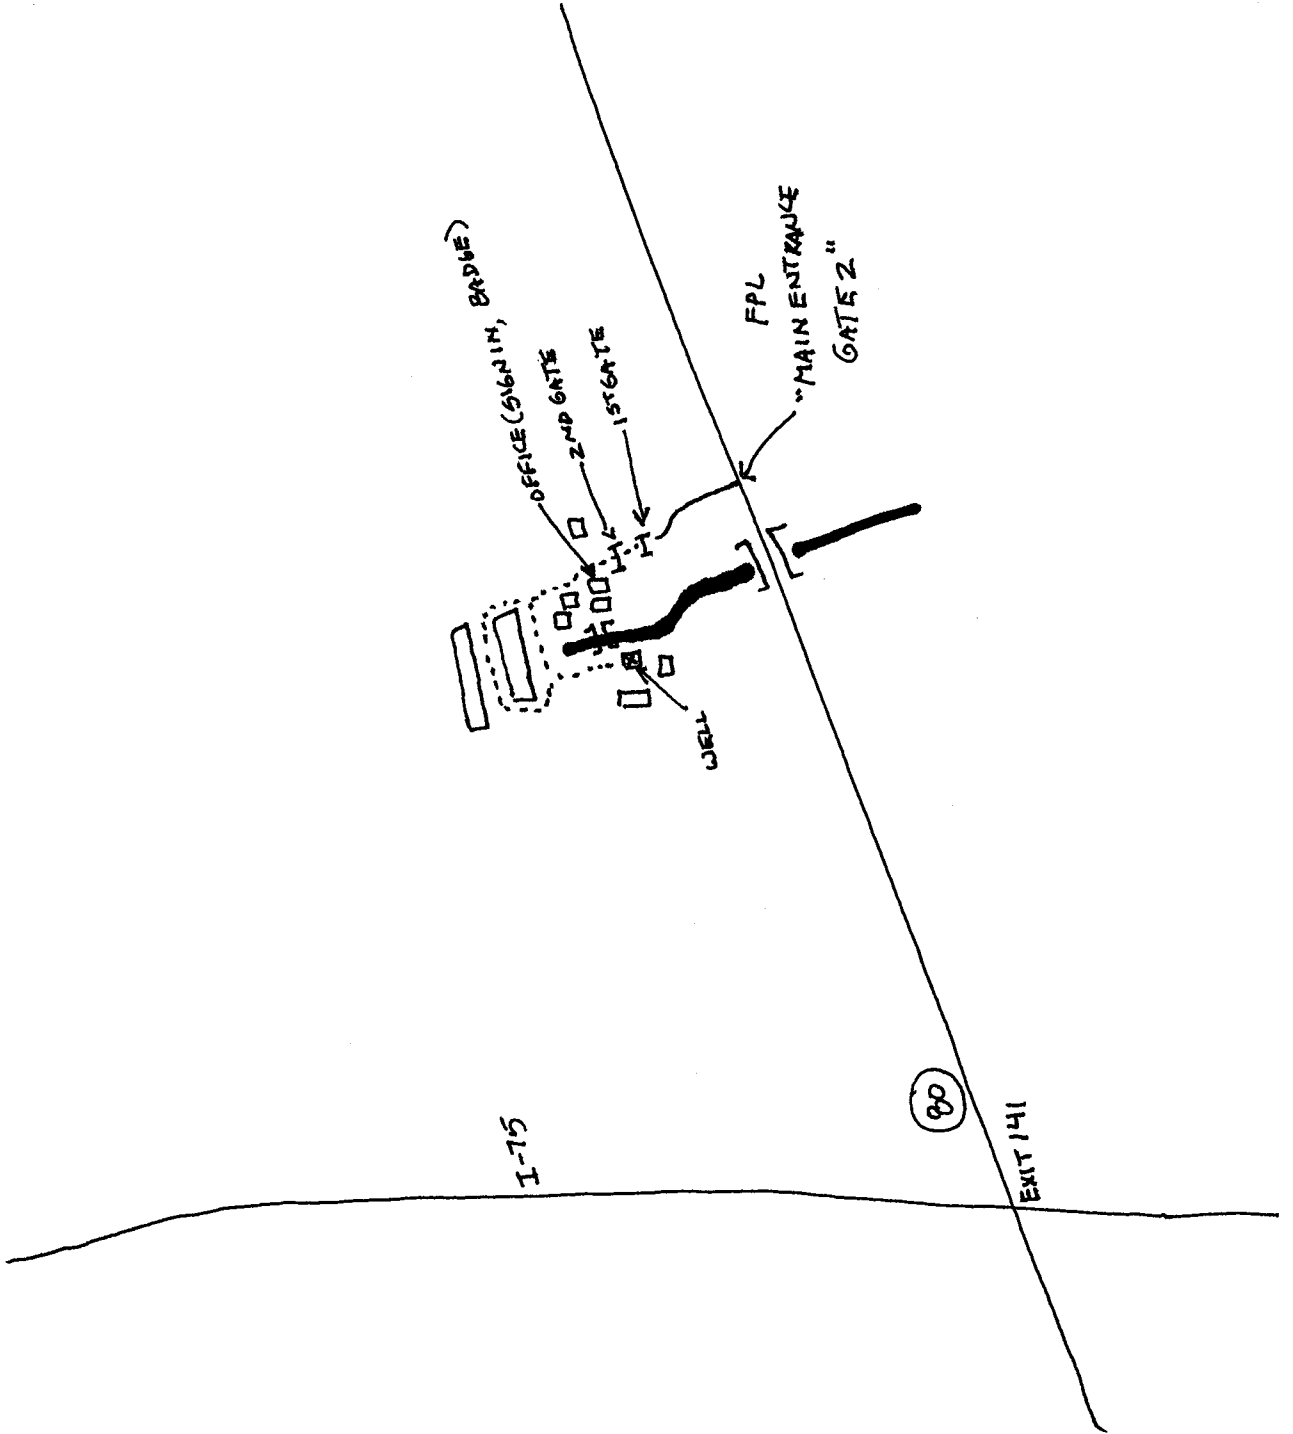 OFFICE (SIGN IN, BADGE)
2ND GATE
1ST GATE
FPL
"MAIN ENTRANCE
GATE 2"
WELL
I-75
80
EXIT 141